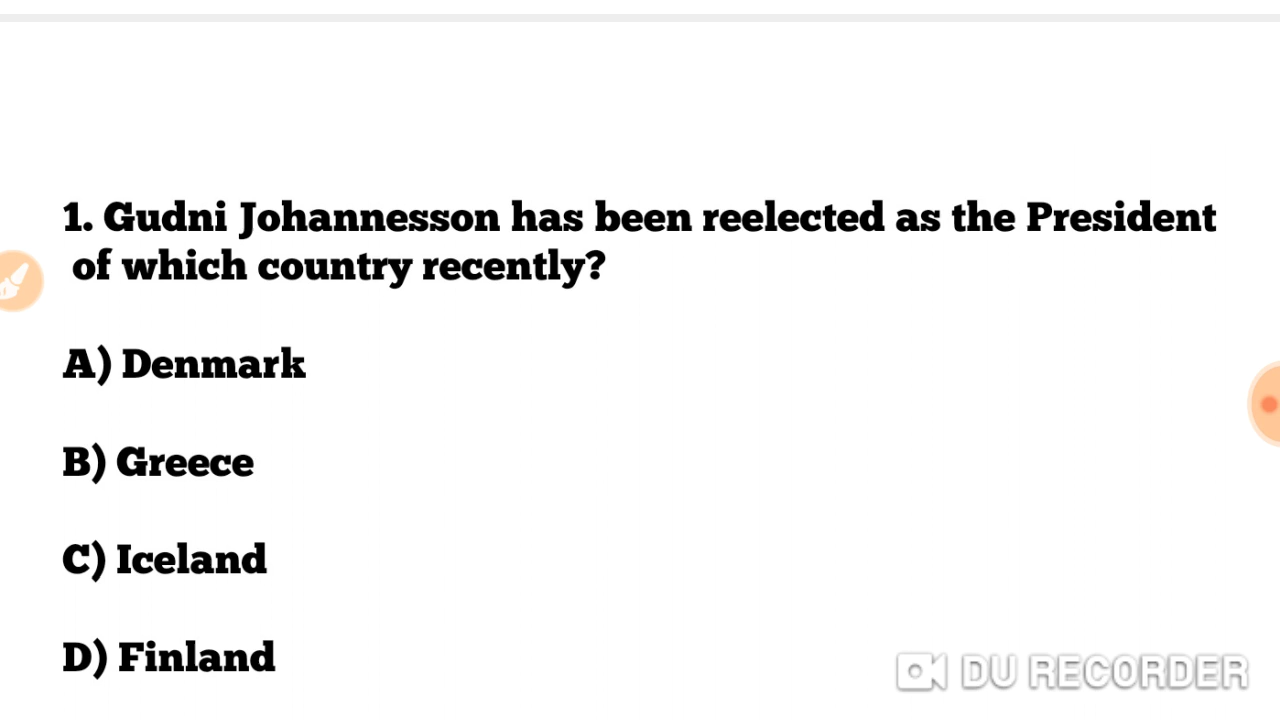 1. Gudni Johannesson has been reelected as the President
of which country recently?
A) Denmark
B) Greece
C) Iceland
D) Finland
DU RECORDER